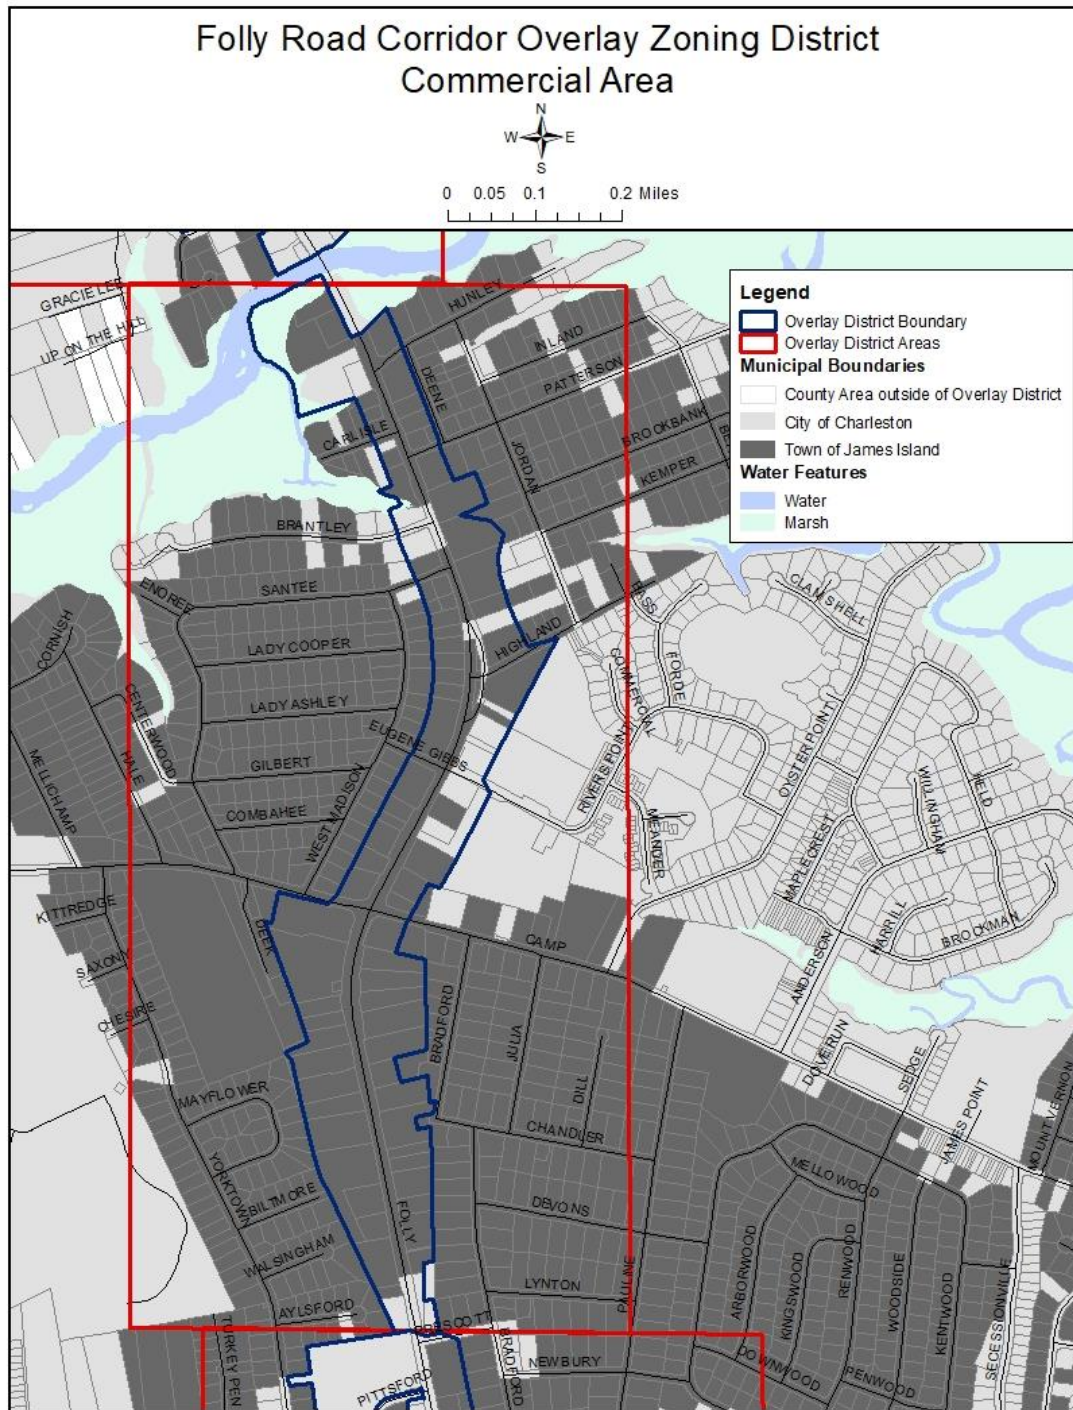 Folly Road Corridor Overlay Zoning District
Commercial Area
N
W E
S
0 0.05 0.1 0.2 Miles
Legend
Overlay District Boundary
Overlay District Areas
Municipal Boundaries
County Area outside of Overlay District
City of Charleston
Town of James Island
Water Features
Water
Marsh
GRACIE LEE
UP ON THE HILL
HUNLEY
INLAND
PATTERSON
DEENE
CARLISLE
JORDAN
BROOKBANK
KEMPER
BRANTLEY
ENOREE
SANTEE
CORNISH
LADY COOPER
HIGHLAND
CLAMSHELL
FORDE
COMMERCIAL
CENTERWOOD
LADY ASHLEY
EUGENE GIBBS
MELLICHAMP
HALE
GILBERT
COMBAHEE
WEST MADISON
RIVERS POINT
OYSTER POINT
MEANDER
MAPLECREST
WILLINGHAM
HELD
KITTREDGE
DEEK
CAMP
ANDERSON
HARRILL
BROCKMAN
SAXONY
CHESIRE
BRADFORD
JULIA
DILL
DOVE RUN
SEDGE
MAYFLOWER
CHANDLER
JAMES POINT
MOUNT VERNON
YORKTOWN
BILTMORE
FOLLY
DEVONS
MELLOWOOD
WALSINGHAM
LYNTON
PAULINE
ARBORWOOD
KINGSWOOD
RENWOOD
WOODSIDE
KENTWOOD
SECESSIONVILLE
AYLSFORD
PRESCOTT
TURKEY PEN
BRADFORD
NEWBURY
DOWNWOOD
PENWOOD
PITTSFORD